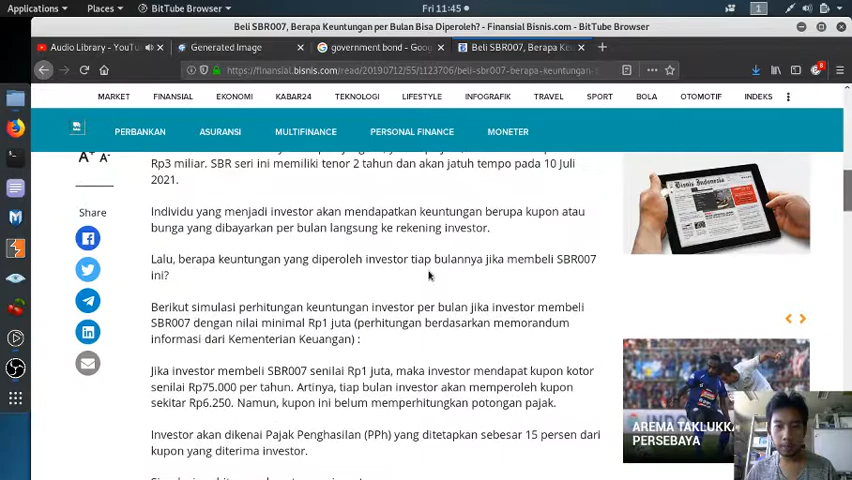 Applications
Places
BitTube Browser
Fri 11:45
1
Beli SBR007, Berapa Keuntungan per Bulan Bisa Diperoleh? - Finansial Bisnis.com - BitTube Browser
Audio Library - YouTu
Generated Image
government bond - Goog
Beli SBR007, Berapa Keun
https://finansial.bisnis.com/read/20190712/55/1123706/beli-sbr007-berapa-keuntungan-
8
MARKET FINANSIAL EKONOMI KABAR24 TEKNOLOGI LIFESTYLE INFOGRAFIK TRAVEL SPORT BOLA OTOMOTIF INDEKS
PERBANKAN ASURANSI MULTIFINANCE PERSONAL FINANCE MONETER
A+ A-
Share
Rp3 miliar. SBR seri ini memiliki tenor 2 tahun dan akan jatuh tempo pada 10 Juli
2021.
Individu yang menjadi investor akan mendapatkan keuntungan berupa kupon atau
bunga yang dibayarkan per bulan langsung ke rekening investor.
Lalu, berapa keuntungan yang diperoleh investor tiap bulannya jika membeli SBR007
ini?
Berikut simulasi perhitungan keuntungan investor per bulan jika investor membeli
SBR007 dengan nilai minimal Rp1 juta (perhitungan berdasarkan memorandum
informasi dari Kementerian Keuangan) :
Jika investor membeli SBR007 senilai Rp1 juta, maka investor mendapat kupon kotor
senilai Rp75.000 per tahun. Artinya, tiap bulan investor akan memperoleh kupon
sekitar Rp6.250. Namun, kupon ini belum memperhitungkan potongan pajak.
Investor akan dikenai Pajak Penghasilan (PPh) yang ditetapkan sebesar 15 persen dari
kupon yang diterima investor.
Bisnis Indonesia
AREMA TAKLUKKA
PERSEBAYA